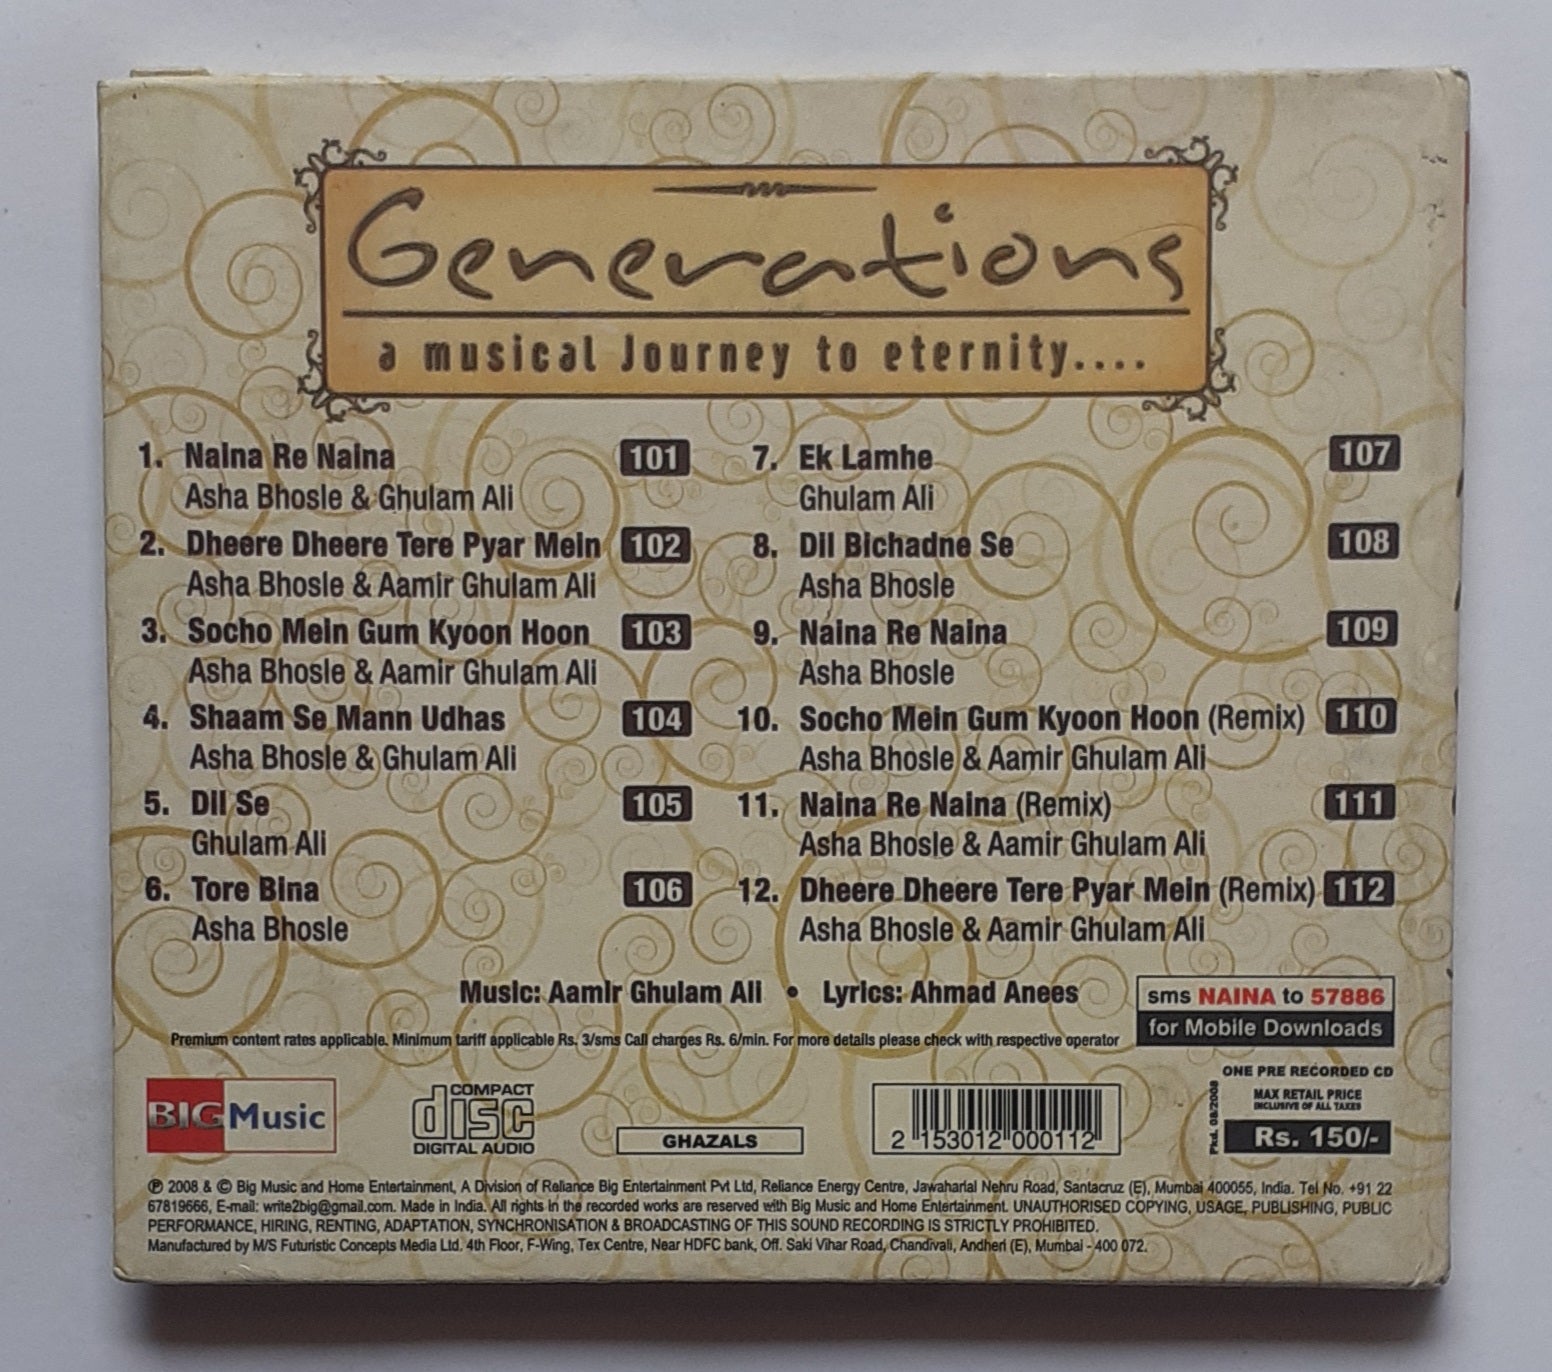 Generations
a musical Journey to eternity....
1. Naina Re Naina 101
Asha Bhosle & Ghulam Ali
2. Dheere Dheere Tere Pyar Mein 102
Asha Bhosle & Aamir Ghulam Ali
3. Socho Mein Gum Kyoon Hoon 103
Asha Bhosle & Aamir Ghulam Ali
4. Shaam Se Mann Udhas 104
Asha Bhosle & Ghulam Ali
5. Dil Se 105
Ghulam Ali
6. Tore Bina 106
Asha Bhosle
7. Ek Lamhe 107
Ghulam Ali
8. Dil Bichadne Se 108
Asha Bhosle
9. Naina Re Naina 109
Asha Bhosle
10. Socho Mein Gum Kyoon Hoon (Remix) 110
Asha Bhosle & Aamir Ghulam Ali
11. Naina Re Naina (Remix) 111
Asha Bhosle & Aamir Ghulam Ali
12. Dheere Dheere Tere Pyar Mein (Remix) 112
Asha Bhosle & Aamir Ghulam Ali
Music: Aamir Ghulam Ali • Lyrics: Ahmad Anees
sms NAINA to 57886
for Mobile Downloads
Premium content rates applicable. Minimum tariff applicable Rs. 3/sms Call charges Rs. 6/min. For more details please check with respective operator
BIG Music
COMPACT
disc
DIGITAL AUDIO
GHAZALS
2 153012 000112
Pkd. 08/2008
ONE PRE RECORDED CD
MAX RETAIL PRICE
INCLUSIVE OF ALL TAXES
Rs. 150/-
℗ 2008 & © Big Music and Home Entertainment, A Division of Reliance Big Entertainment Pvt Ltd, Reliance Energy Centre, Jawaharlal Nehru Road, Santacruz (E), Mumbai 400055, India. Tel No. +91 22
67819666, E-mail: write2big@gmail.com. Made in India. All rights in the recorded works are reserved with Big Music and Home Entertainment. UNAUTHORISED COPYING, USAGE, PUBLISHING, PUBLIC
PERFORMANCE, HIRING, RENTING, ADAPTATION, SYNCHRONISATION & BROADCASTING OF THIS SOUND RECORDING IS STRICTLY PROHIBITED.
Manufactured by M/S Futuristic Concepts Media Ltd. 4th Floor, F-Wing, Tex Centre, Near HDFC bank, Off. Saki Vihar Road, Chandivali, Andheri (E), Mumbai - 400 072.